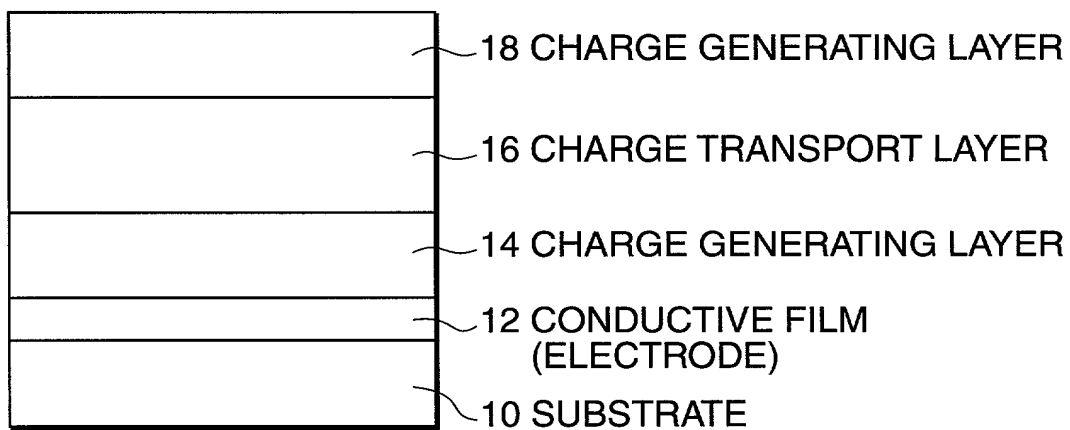 18 CHARGE GENERATING LAYER
16 CHARGE TRANSPORT LAYER
14 CHARGE GENERATING LAYER
12 CONDUCTIVE FILM
(ELECTRODE)
10 SUBSTRATE